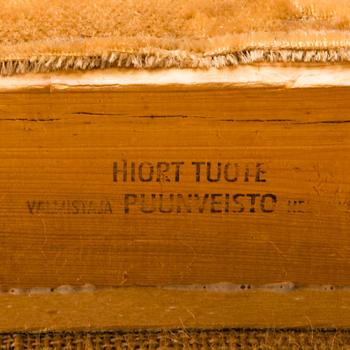 HIORT TUOTE
VALMISTAJA PUUNVEISTO